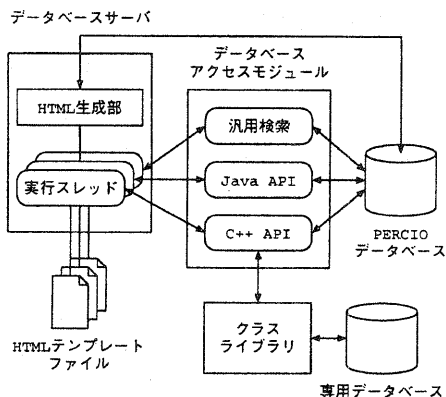 データベースサーバ
データベース
アクセスモジュール
HTML生成部
汎用検索
実行スレッド
Java API
C++ API
PERCIO
データベース
HTMLテンプレート
ファイル
クラス
ライブラリ
専用データベース